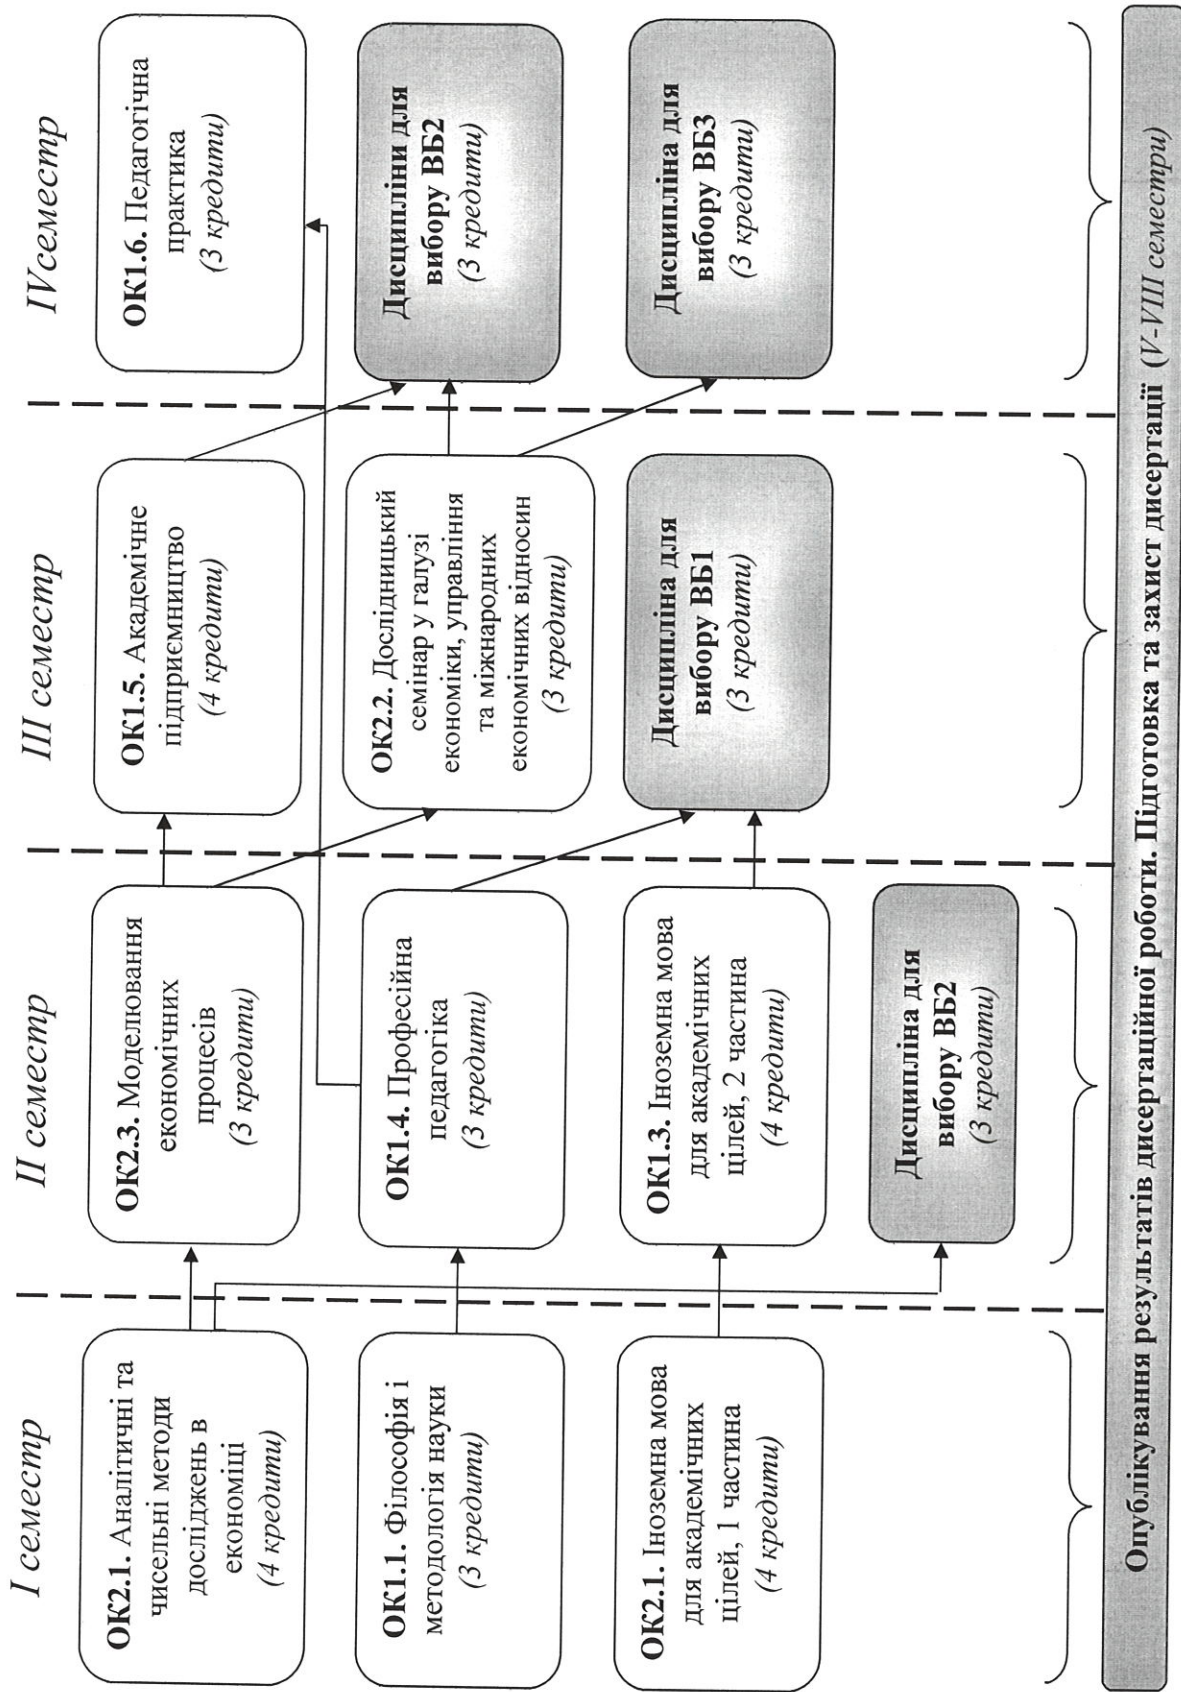 I семестр
II семестр
III семестр
IVсеместр
ОК2.1. Аналітичні та
чисельні методи
досліджень в
економіці
(4 кредити)
ОК1.1. Філософія і
методологія науки
(3 кредити)
ОК2.1. Іноземна мова
для академічних
цілей, 1 частина
(4 кредити)
ОК2.3. Моделювання
економічних
процесів
(3 кредити)
ОК1.4. Професійна
педагогіка
(3 кредити)
ОК1.3. Іноземна мова
для академічних
цілей, 2 частина
(4 кредити)
Дисципліна для
вибору ВБ2
(3 кредити)
ОК1.5. Академічне
підприємництво
(4 кредити)
ОК2.2. Дослідницький
семінар у галузі
економіки, управління
та міжнародних
економічних відносин
(3 кредити)
Дисципліна для
вибору ВБ1
(3 кредити)
ОК1.6. Педагогічна
практика
(3 кредити)
Дисципліни для
вибору ВБ2
(3 кредити)
Дисципліна для
вибору ВБ3
(3 кредити)
Опублікування результатів дисертаційної роботи. Підготовка та захист дисертації (V-VIII семестри)